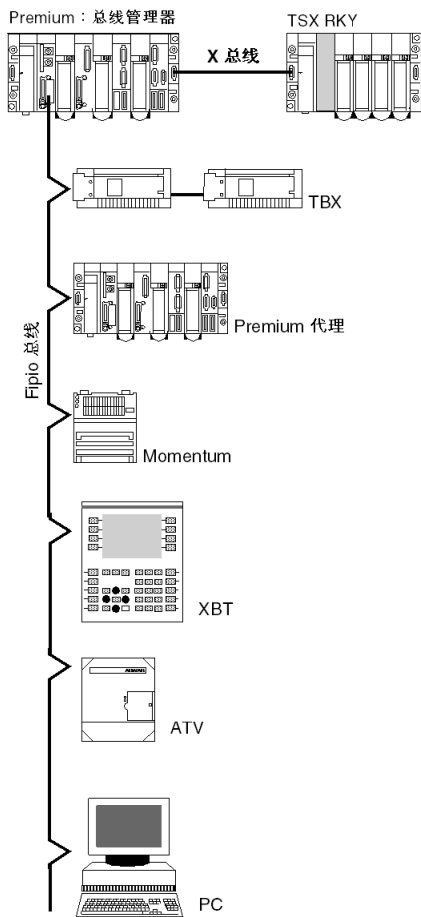 Premium：总线管理器
TSX RKY
X 总线
TBX
Premium 代理
Fipio 总线
Momentum
XBT
ATV
PC